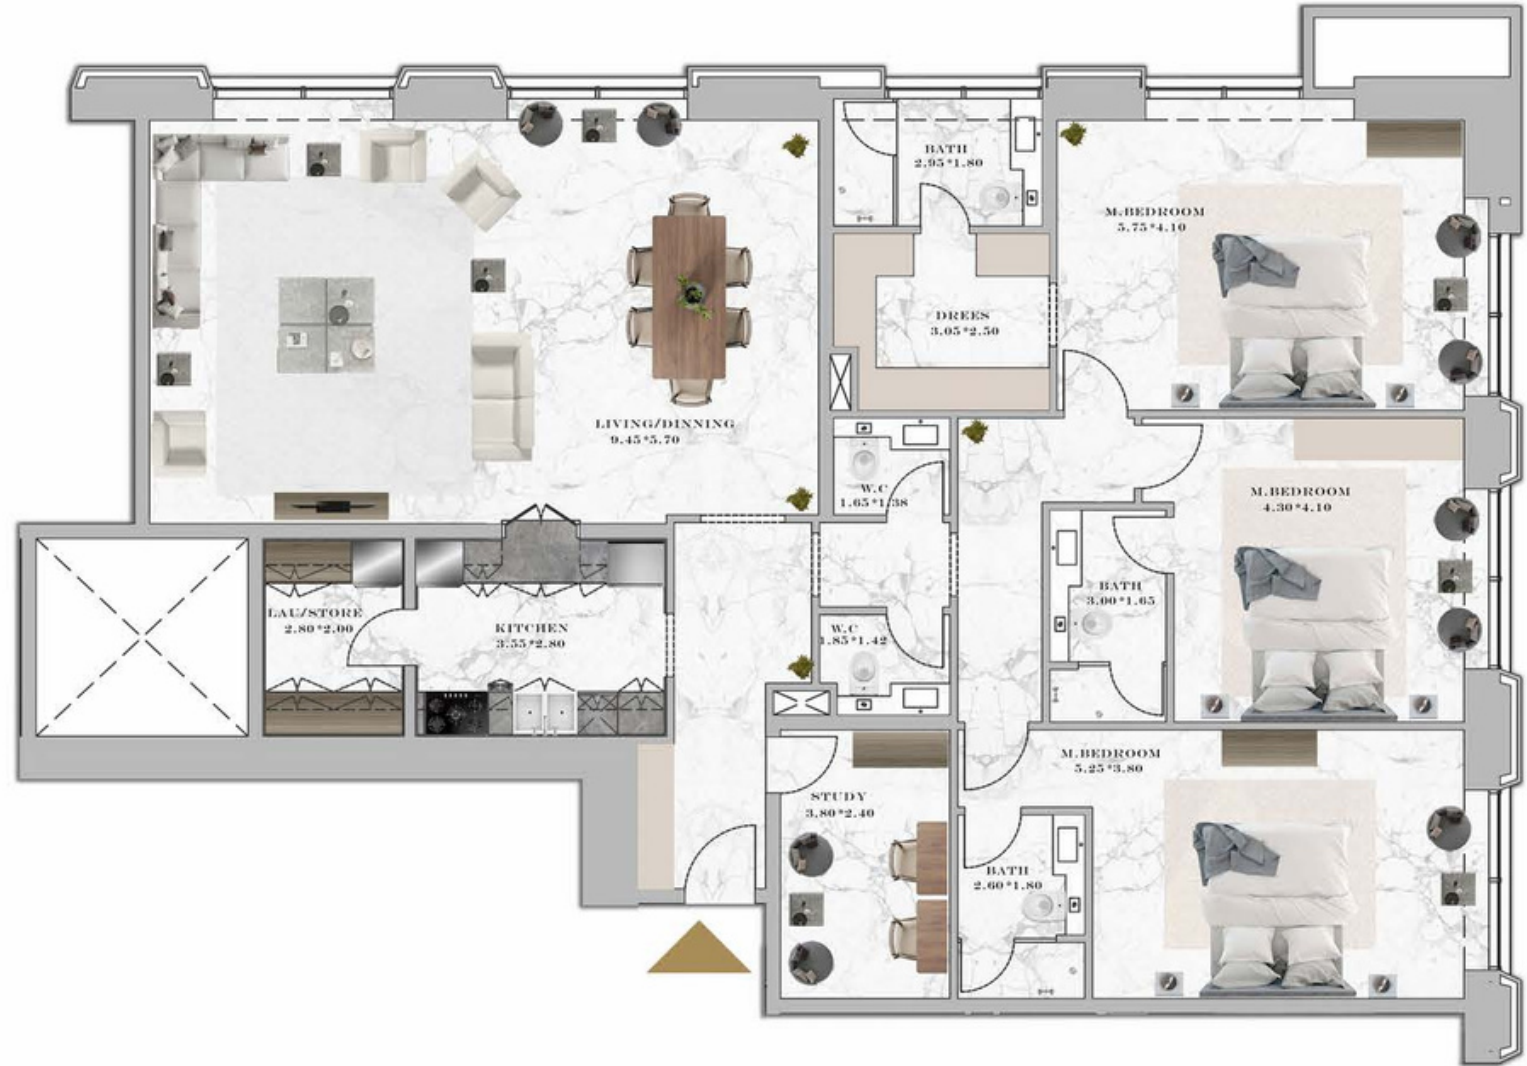 BATH
2.95*1.80
M.BEDROOM
5.75*4.10
DREES
3.05*2.50
LIVING/DINNING
9.45*5.70
W.C
1.65*1.38
M.BEDROOM
4.30*4.10
BATH
3.00*1.65
LAU/STORE
2.80*2.00
KITCHEN
3.55*2.80
W.C
1.85*1.42
M.BEDROOM
5.25*3.80
STUDY
3.80*2.40
BATH
2.60*1.80